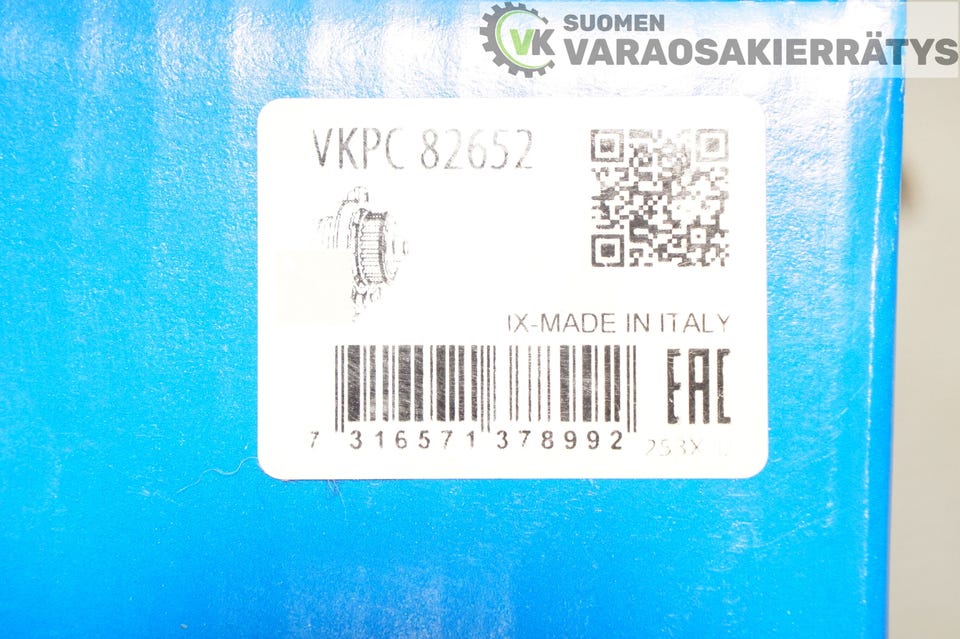 VK
SUOMEN
VARAOSAKIERRÄTYS
VKPC 82652
IX-MADE IN ITALY
EAC
7 316571 378992